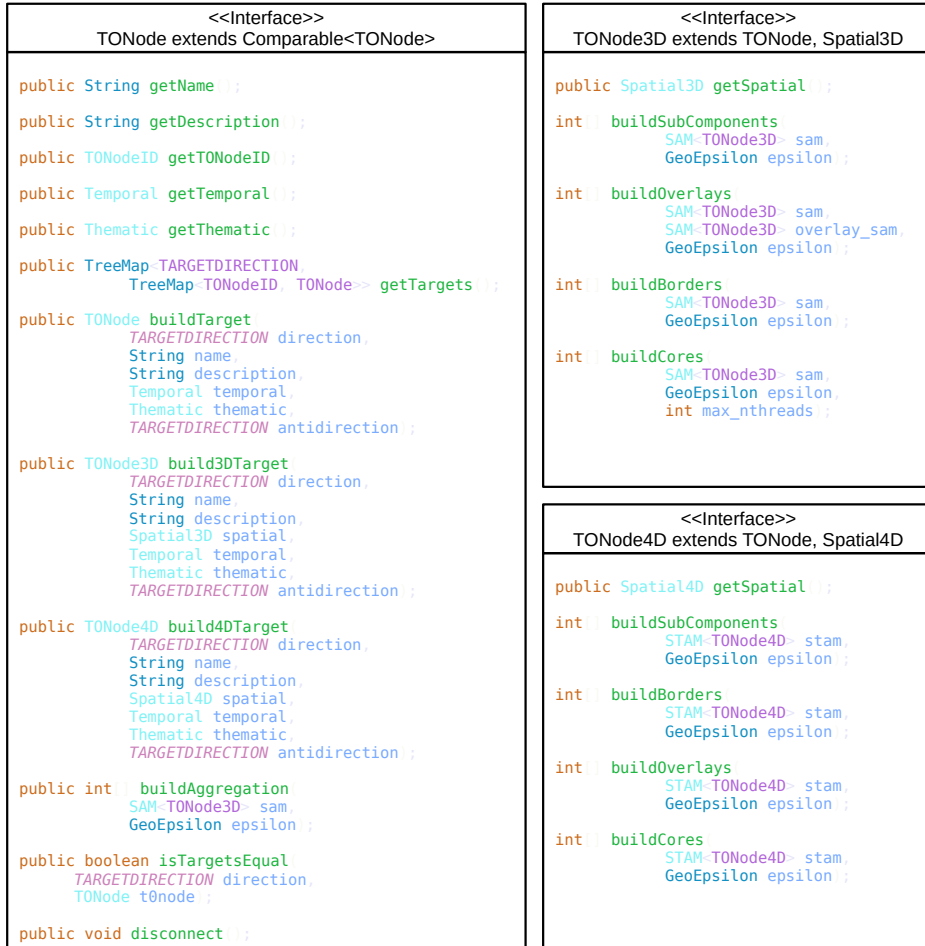 <<Interface>>
TONode extends Comparable<TONode>
public String getName();
public String getDescription();
public TONodeID getTONodeID();
public Temporal getTemporal();
public Thematic getThematic();
public TreeMap<TARGETDIRECTION,
TreeMap<TONodeID, TONode>> getTargets();
public TONode buildTarget(
TARGETDIRECTION direction,
String name,
String description,
Temporal temporal,
Thematic thematic,
TARGETDIRECTION antidirection);
public TONode3D build3DTarget(
TARGETDIRECTION direction,
String name,
String description,
Spatial3D spatial,
Temporal temporal,
Thematic thematic,
TARGETDIRECTION antidirection);
public TONode4D build4DTarget(
TARGETDIRECTION direction,
String name,
String description,
Spatial4D spatial,
Temporal temporal,
Thematic thematic,
TARGETDIRECTION antidirection);
public int[] buildAggregation(
SAM<TONode3D> sam,
GeoEpsilon epsilon);
public boolean isTargetsEqual(
TARGETDIRECTION direction,
TONode t0node);
public void disconnect();
<<Interface>>
TONode3D extends TONode, Spatial3D
public Spatial3D getSpatial();
int[] buildSubComponents(
SAM<TONode3D> sam,
GeoEpsilon epsilon);
int[] buildOverlays(
SAM<TONode3D> sam,
SAM<TONode3D> overlay_sam,
GeoEpsilon epsilon);
int[] buildBorders(
SAM<TONode3D> sam,
GeoEpsilon epsilon);
int[] buildCores(
SAM<TONode3D> sam,
GeoEpsilon epsilon,
int max_nthreads);
<<Interface>>
TONode4D extends TONode, Spatial4D
public Spatial4D getSpatial();
int[] buildSubComponents(
STAM<TONode4D> stam,
GeoEpsilon epsilon);
int[] buildBorders(
STAM<TONode4D> stam,
GeoEpsilon epsilon);
int[] buildOverlays(
STAM<TONode4D> stam,
GeoEpsilon epsilon);
int[] buildCores(
STAM<TONode4D> stam,
GeoEpsilon epsilon);